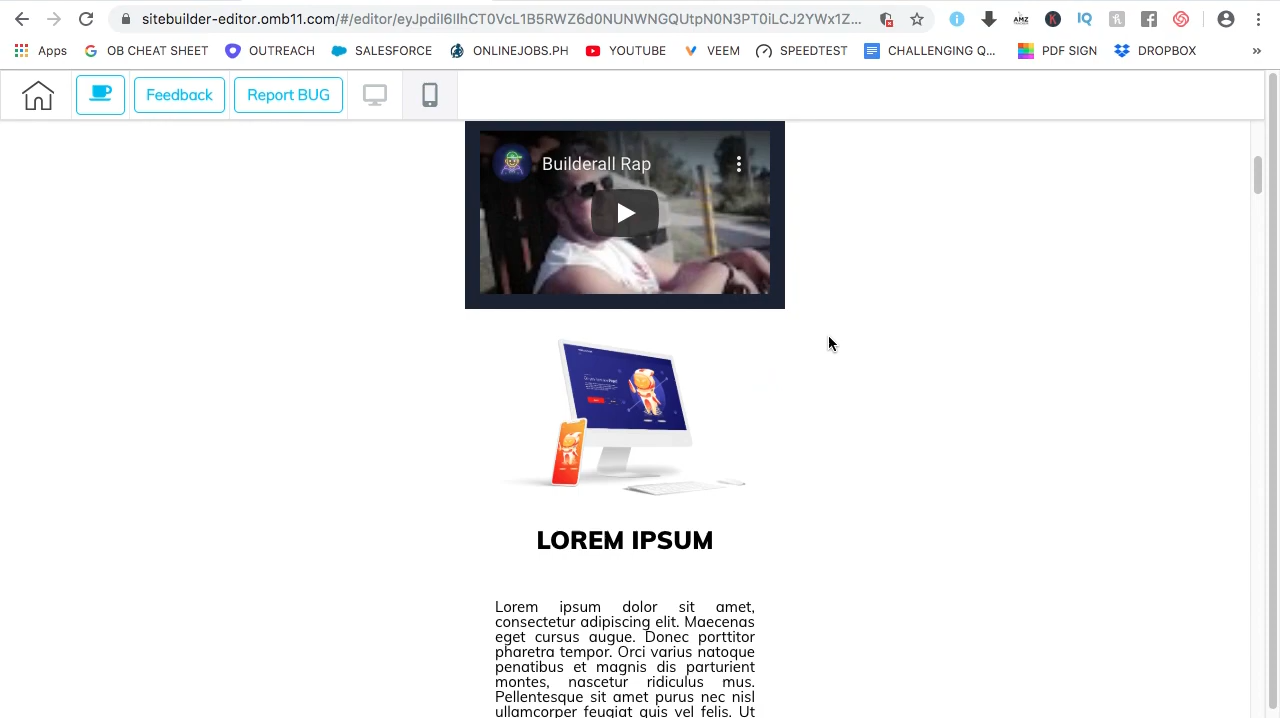 sitebuilder-editor.omb11.com/#/editor/eyJpdiI6IlhCT0VcL1B5RWZ6d0NUNWNGQUtpN0N3PT0iLCJ2YWx1Z...
Apps OB CHEAT SHEET OUTREACH SALESFORCE ONLINEJOBS.PH YOUTUBE VEEM SPEEDTEST CHALLENGING Q... PDF SIGN DROPBOX »
AMZ
IQ
Feedback Report BUG
Builderall Rap
LOREM IPSUM
Lorem ipsum dolor sit amet,
consectetur adipiscing elit. Maecenas
eget cursus augue. Donec porttitor
pharetra tempor. Orci varius natoque
penatibus et magnis dis parturient
montes, nascetur ridiculus mus.
Pellentesque sit amet purus nec nisl
ullamcorper feugiat quis vel felis. Ut